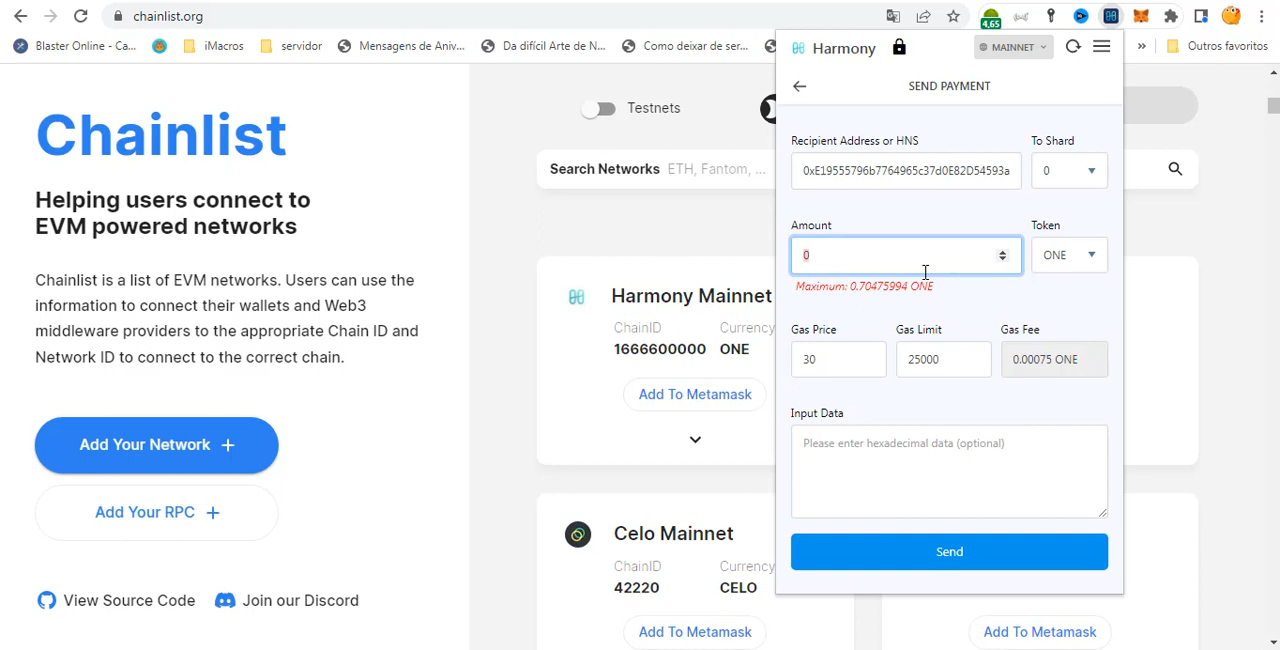 chainlist.org
4,65
Blaster Online - Ca...
iMacros
servidor
Mensagens de Aniv...
Da difícil Arte de N...
Como deixar de ser...
»
Outros favoritos
Chainlist
Helping users connect to
EVM powered networks
Chainlist is a list of EVM networks. Users can use the
information to connect their wallets and Web3
middleware providers to the appropriate Chain ID and
Network ID to connect to the correct chain.
Add Your Network +
Add Your RPC +
View Source Code
Join our Discord
Testnets
Search Networks ETH, Fantom, ...
Harmony Mainnet
ChainID Currency
1666600000 ONE
Add To Metamask
Celo Mainnet
ChainID Currency
42220 CELO
Add To Metamask
Add To Metamask
Harmony
MAINNET
SEND PAYMENT
Recipient Address or HNS To Shard
0xE19555796b7764965c37d0E82D54593a 0
Amount Token
0 ONE
Maximum: 0.70475994 ONE
Gas Price Gas Limit Gas Fee
30 25000 0.00075 ONE
Input Data
Please enter hexadecimal data (optional)
Send